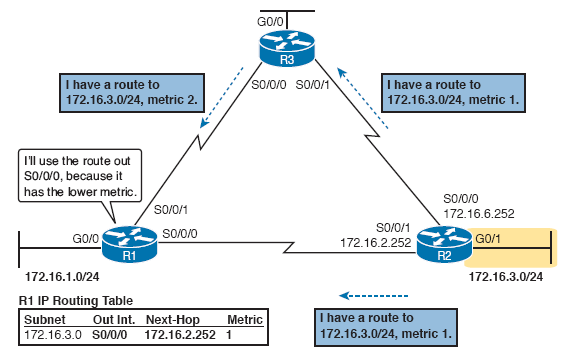 G0/0
R3
S0/0/0 S0/0/1
I have a route to
172.16.3.0/24, metric 2.
I have a route to
172.16.3.0/24, metric 1.
I'll use the route out
S0/0/0, because it
has the lower metric.
S0/0/1
G0/0
S0/0/0
R1
172.16.1.0/24
S0/0/0
172.16.6.252
S0/0/1
172.16.2.252
G0/1
R2
172.16.3.0/24
R1 IP Routing Table
Subnet Out Int. Next-Hop Metric
172.16.3.0 S0/0/0 172.16.2.252 1
I have a route to
172.16.3.0/24, metric 1.